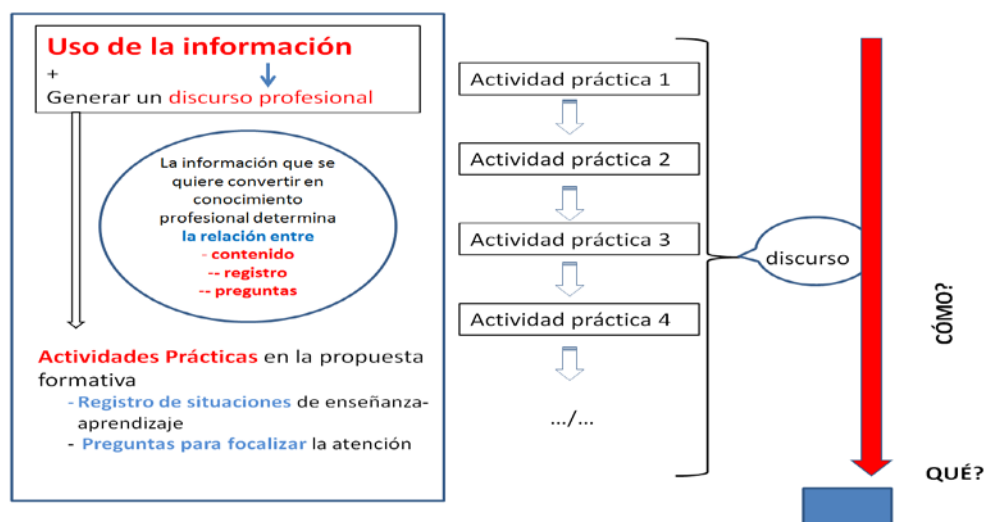 Uso de la información
+
Generar un discurso profesional
La información que se
quiere convertir en
conocimiento
profesional determina
la relación entre
- contenido
-- registro
-- preguntas
Actividades Prácticas en la propuesta
formativa
- Registro de situaciones de enseñanza-
aprendizaje
- Preguntas para focalizar la atención
Actividad práctica 1
Actividad práctica 2
Actividad práctica 3
Actividad práctica 4
.../...
discurso
CÓMO?
QUÉ?